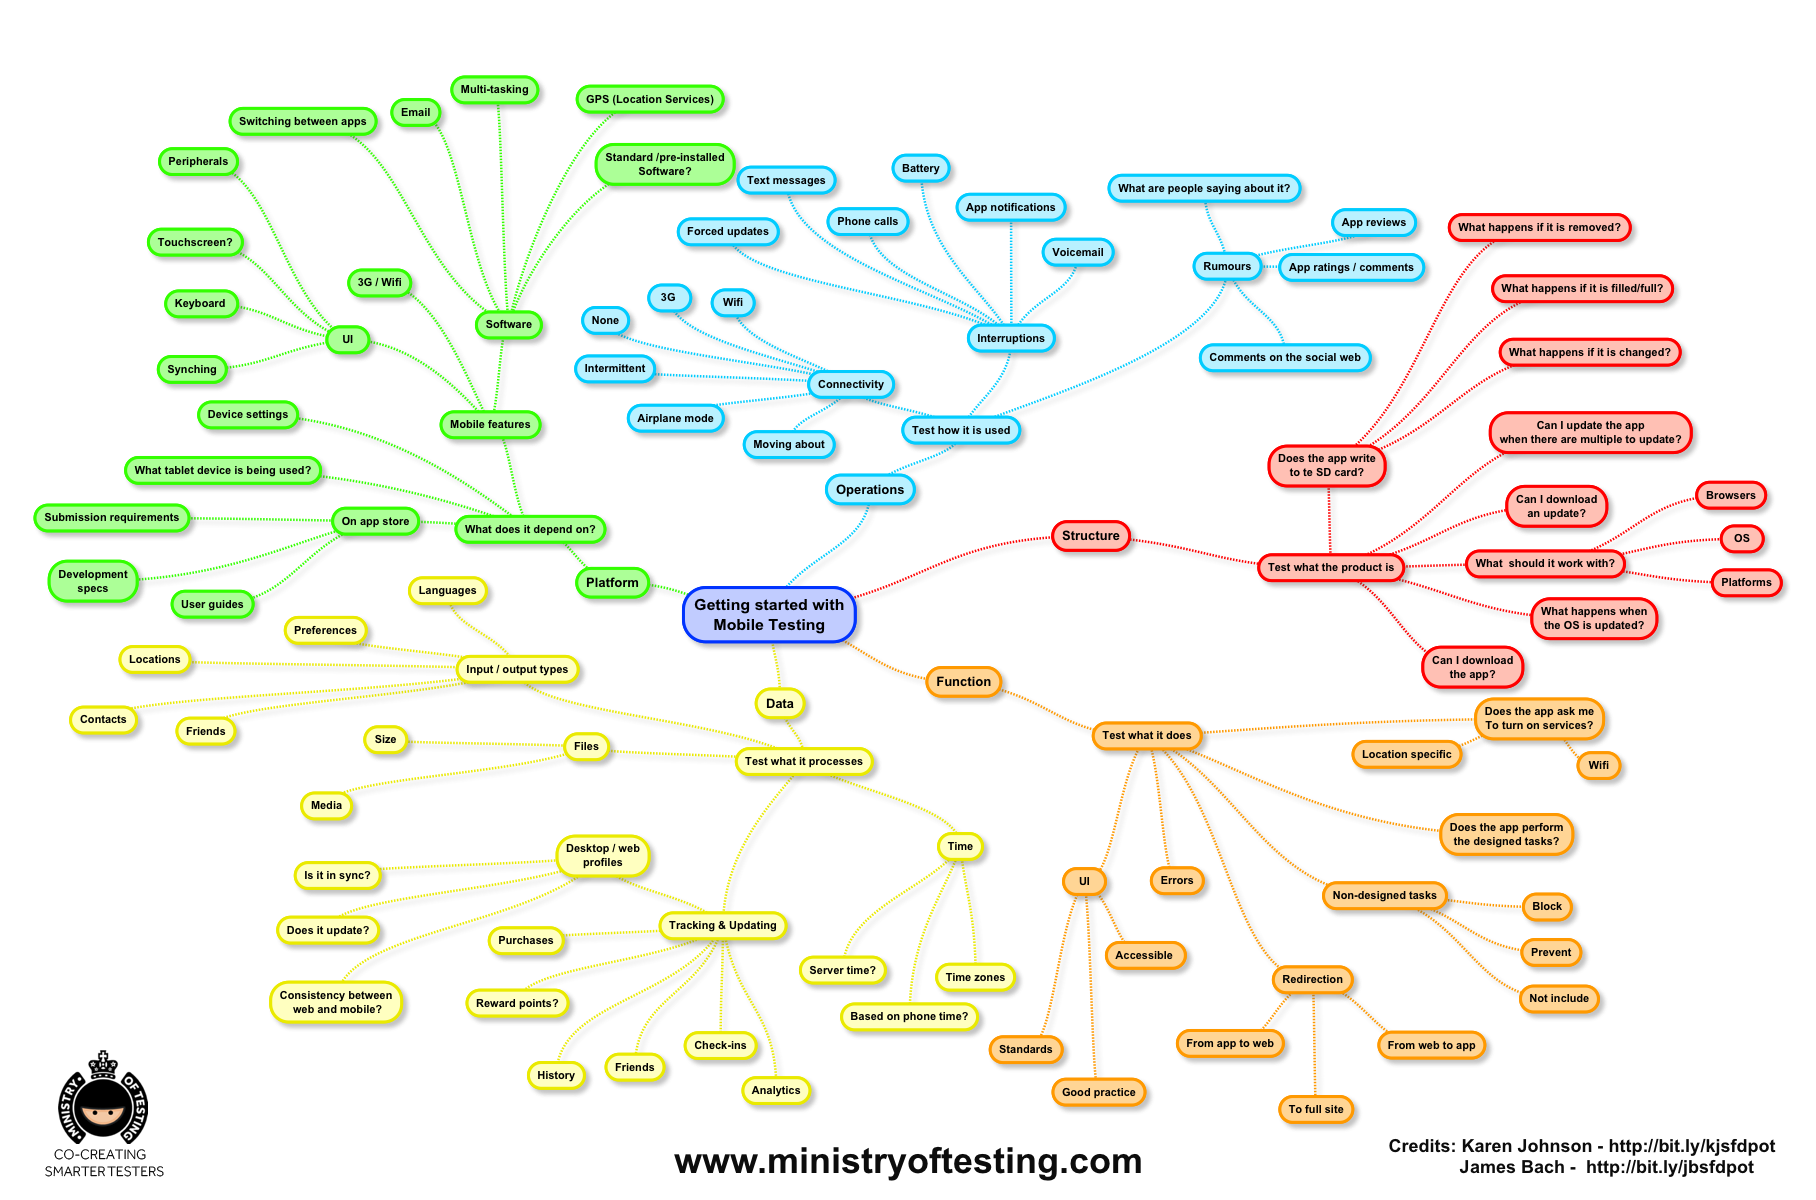 Multi-tasking
GPS (Location Services)
Email
Switching between apps
Peripherals
Standard /pre-installed
Software?
Touchscreen?
3G / Wifi
Keyboard
Software
UI
Synching
Device settings
Mobile features
What tablet device is being used?
Submission requirements
On app store
What does it depend on?
Development
specs
User guides
Platform
Text messages
Battery
App notifications
Phone calls
Forced updates
Voicemail
What are people saying about it?
App reviews
Rumours
App ratings / comments
Comments on the social web
3G
Wifi
None
Interruptions
Intermittent
Connectivity
Airplane mode
Moving about
Test how it is used
Operations
What happens if it is removed?
What happens if it is filled/full?
What happens if it is changed?
Can I update the app
when there are multiple to update?
Does the app write
to te SD card?
Can I download
an update?
Browsers
OS
Structure
Test what the product is
What  should it work with?
Platforms
What happens when
the OS is updated?
Can I download
the app?
Getting started with
Mobile Testing
Languages
Preferences
Locations
Input / output types
Contacts
Friends
Data
Size
Files
Test what it processes
Media
Desktop / web
profiles
Is it in sync?
Does it update?
Consistency between
web and mobile?
Tracking & Updating
Purchases
Reward points?
History
Friends
Check-ins
Analytics
Time
Server time?
Time zones
Based on phone time?
Function
Test what it does
Does the app ask me
To turn on services?
Location specific
Wifi
Does the app perform
the designed tasks?
UI
Errors
Non-designed tasks
Block
Prevent
Not include
Accessible
Redirection
Standards
Good practice
From app to web
From web to app
To full site
MINISTRY OF TESTING
CO-CREATING
SMARTER TESTERS
www.ministryoftesting.com
Credits: Karen Johnson - http://bit.ly/kjsfdpot
James Bach -  http://bit.ly/jbsfdpot